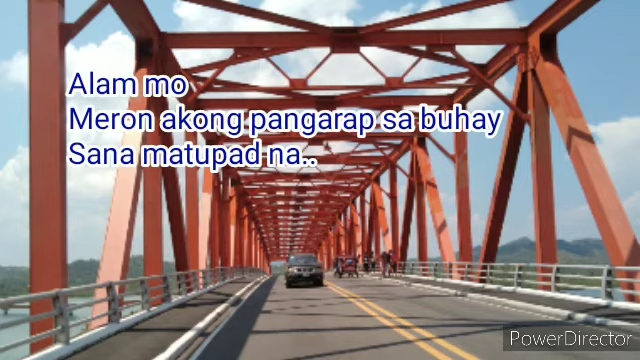 Alam mo
Meron akong pangarap sa buhay
Sana matupad na..
PowerDirector